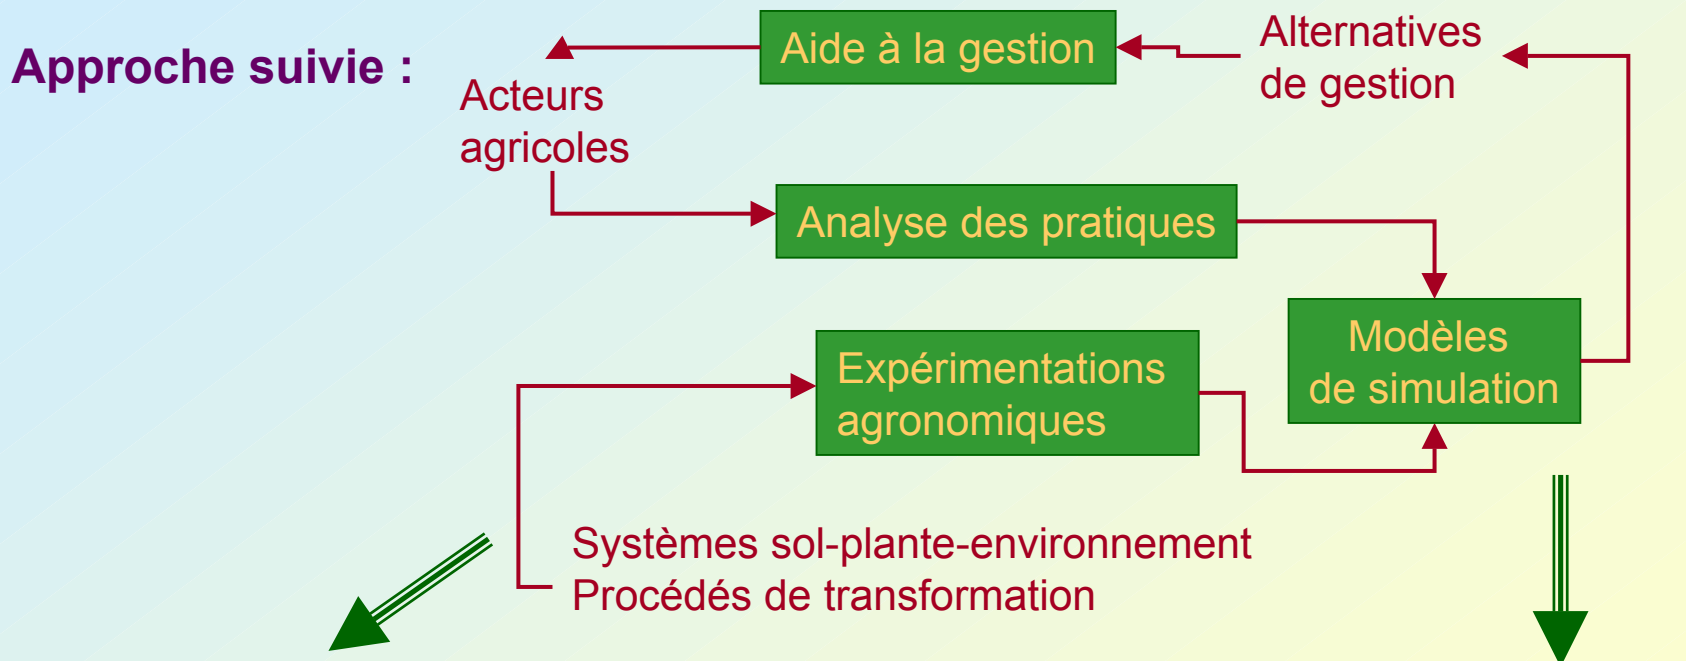 Approche suivie :
Aide à la gestion
Alternatives
de gestion
Acteurs
agricoles
Analyse des pratiques
Modèles
de simulation
Expérimentations
agronomiques
Systèmes sol-plante-environnement
Procédés de transformation